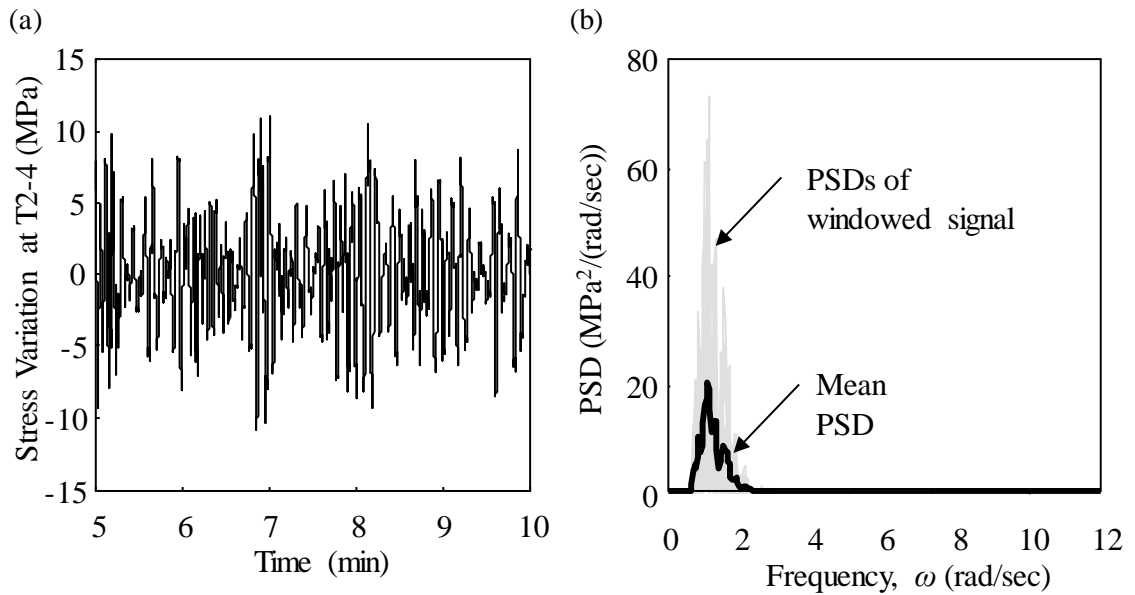 (a)
15
10
5
0
-5
-10
-15
Stress Variation at T2-4 (MPa)
5 6 7 8 9 10
Time (min)
(b)
80
60
40
20
0
PSD (MPa²/(rad/sec))
PSDs of
windowed signal
Mean
PSD
0 2 4 6 8 10 12
Frequency, ω (rad/sec)